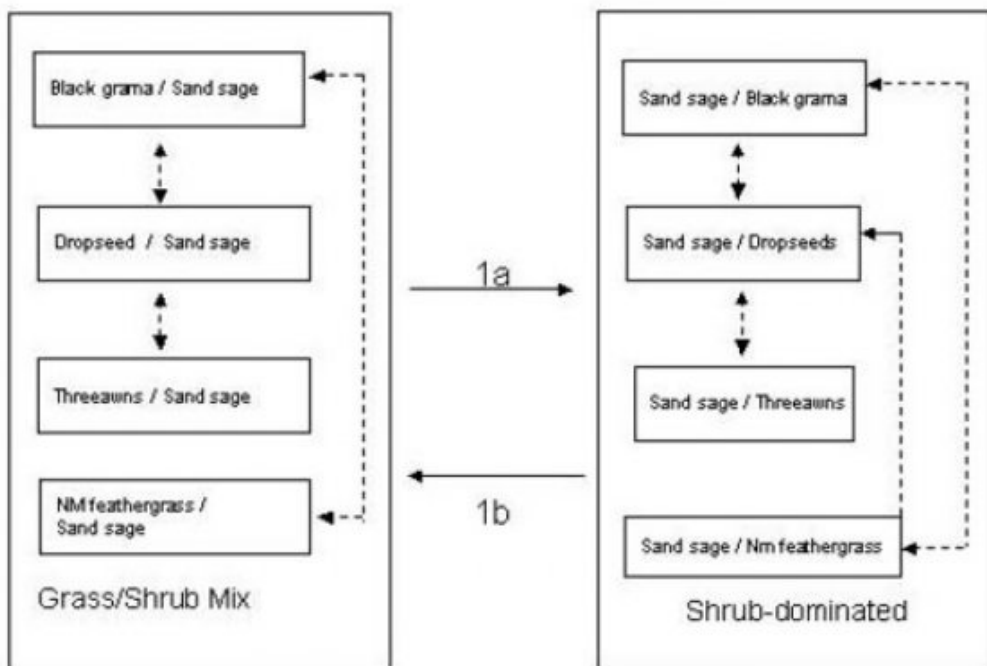 Black grama / Sand sage
Dropseed / Sand sage
Threeawns / Sand sage
NM feathergrass /
Sand sage
Grass/Shrub Mix
1a
1b
Sand sage / Black grama
Sand sage / Dropseeds
Sand sage / Threeawns
Sand sage / Nm feathergrass
Shrub-dominated